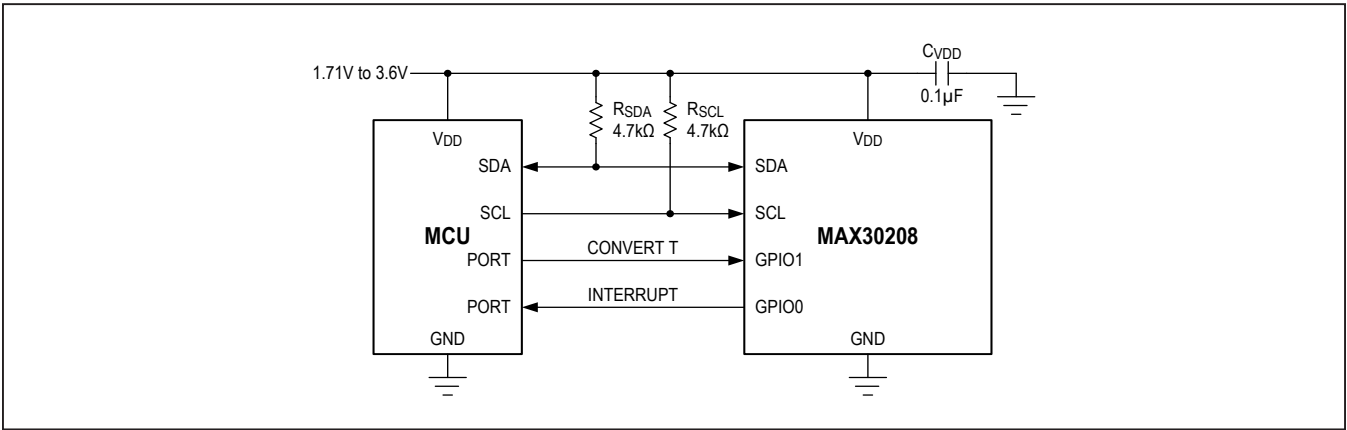 CVDD
1.71V to 3.6V
0.1µF
RSDA
4.7kΩ
RSCL
4.7kΩ
VDD
VDD
SDA
SDA
SCL
SCL
MCU
MAX30208
PORT
CONVERT T
GPIO1
PORT
INTERRUPT
GPIO0
GND
GND